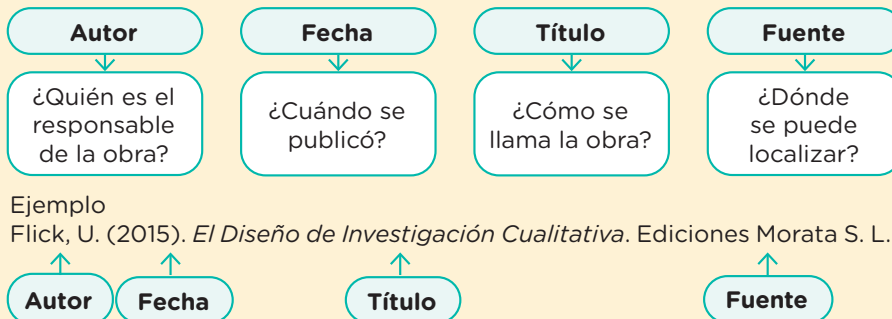 Autor
Fecha
Título
Fuente
¿Quién es el
responsable
de la obra?
¿Cuándo se
publicó?
¿Cómo se
llama la obra?
¿Dónde
se puede
localizar?
Ejemplo
Flick, U. (2015). El Diseño de Investigación Cualitativa. Ediciones Morata S. L.
Autor
Fecha
Título
Fuente